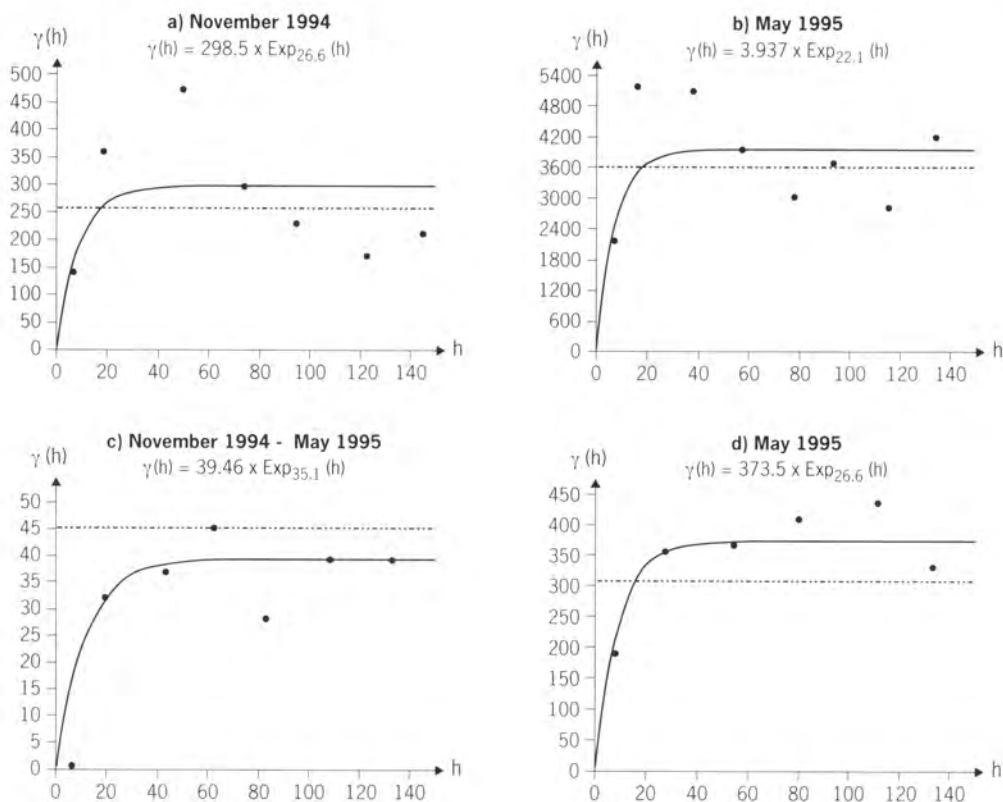 a) November 1994
γ(h) = 298.5 x Exp26.6 (h)
γ(h)
500
450
400
350
300
250
200
150
100
50
0
0 20 40 60 80 100 120 140
h
b) May 1995
γ(h) = 3.937 x Exp22.1 (h)
γ(h)
5400
4800
4200
3600
3000
2400
1800
1200
600
0
0 20 40 60 80 100 120 140
h
c) November 1994 - May 1995
γ(h) = 39.46 x Exp35.1 (h)
γ (h)
50
45
40
35
30
25
20
15
10
5
0
0 20 40 60 80 100 120 140
h
d) May 1995
γ(h) = 373.5 x Exp26.6 (h)
γ (h)
450
400
350
300
250
200
150
100
50
0
0 20 40 60 80 100 120 140
h